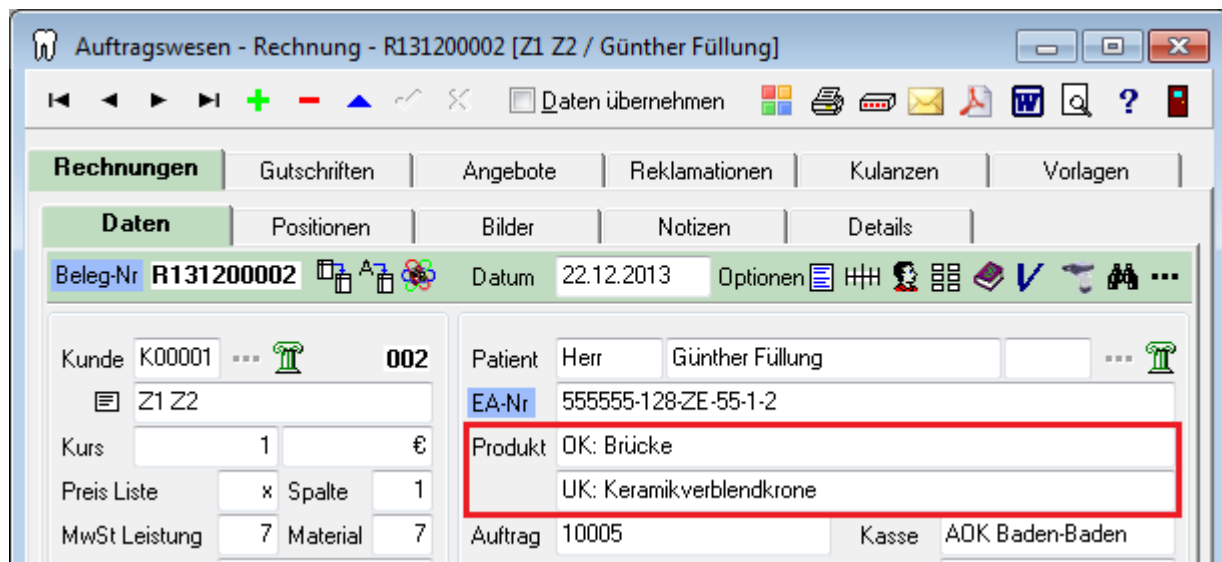 Auftragswesen - Rechnung - R131200002 [Z1 Z2 / Günther Füllung]
Daten übernehmen W ?
Rechnungen Gutschriften Angebote Reklamationen Kulanzen Vorlagen
Daten Positionen Bilder Notizen Details
Beleg-Nr R131200002 Datum 22.12.2013 Optionen
Kunde K00001 002 Patient Herr Günther Füllung
Z1 Z2 EA-Nr 555555-128-ZE-55-1-2
Kurs 1 € Produkt OK: Brücke
Preis Liste x Spalte 1 UK: Keramikverblendkrone
MwSt Leistung 7 Material 7 Auftrag 10005 Kasse AOK Baden-Baden